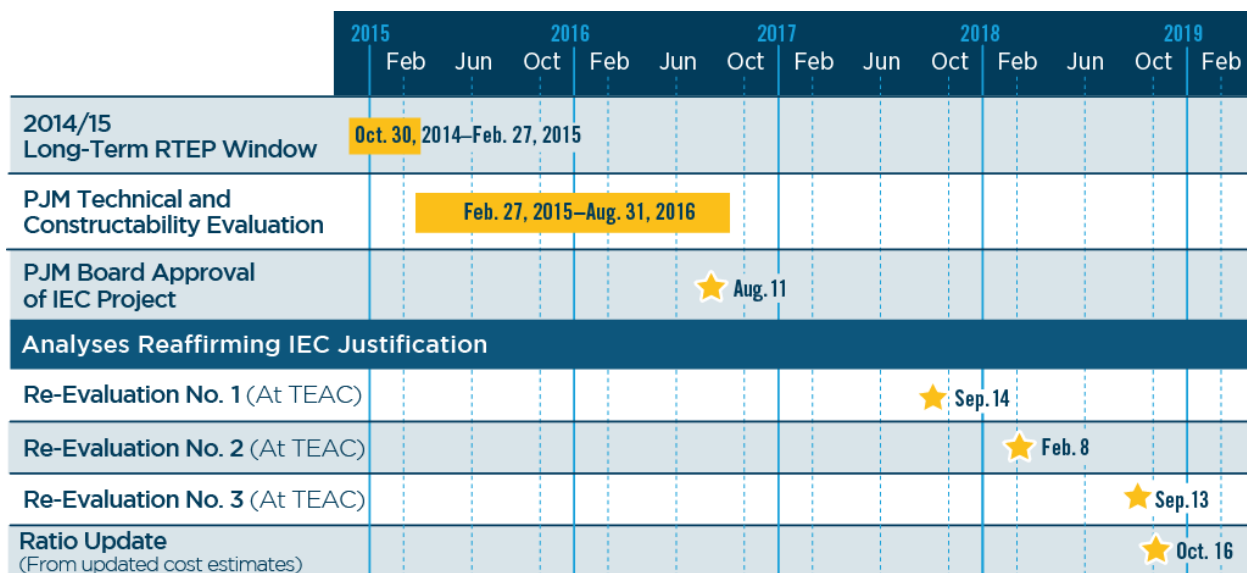 2015 2016 2017 2018 2019
Feb Jun Oct Feb Jun Oct Feb Jun Oct Feb Jun Oct Feb
2014/15
Long-Term RTEP Window
Oct. 30, 2014–Feb. 27, 2015
PJM Technical and
Constructability Evaluation
Feb. 27, 2015–Aug. 31, 2016
PJM Board Approval
of IEC Project
Aug. 11
Analyses Reaffirming IEC Justification
Re-Evaluation No. 1 (At TEAC)
Sep. 14
Re-Evaluation No. 2 (At TEAC)
Feb. 8
Re-Evaluation No. 3 (At TEAC)
Sep. 13
Ratio Update
(From updated cost estimates)
Oct. 16